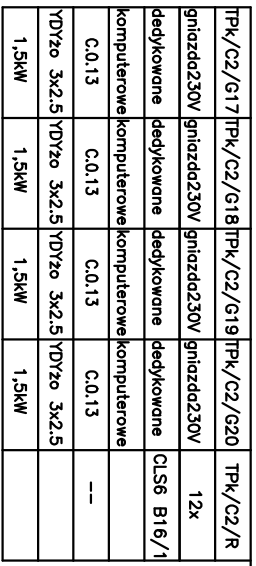 TPk/C2/G17 TPk/C2/G18 TPk/C2/G19 TPk/C2/G20 TPk/C2/R
gniazda230V gniazda230V gniazda230V gniazda230V 12x
dedykowane dedykowane dedykowane dedykowane CLS6 B16/1
komputerowe komputerowe komputerowe komputerowe
C.0.13 C.0.13 C.0.13 C.0.13 --
YDYżo 3x2.5 YDYżo 3x2.5 YDYżo 3x2.5 YDYżo 3x2.5
1,5kW 1,5kW 1,5kW 1,5kW